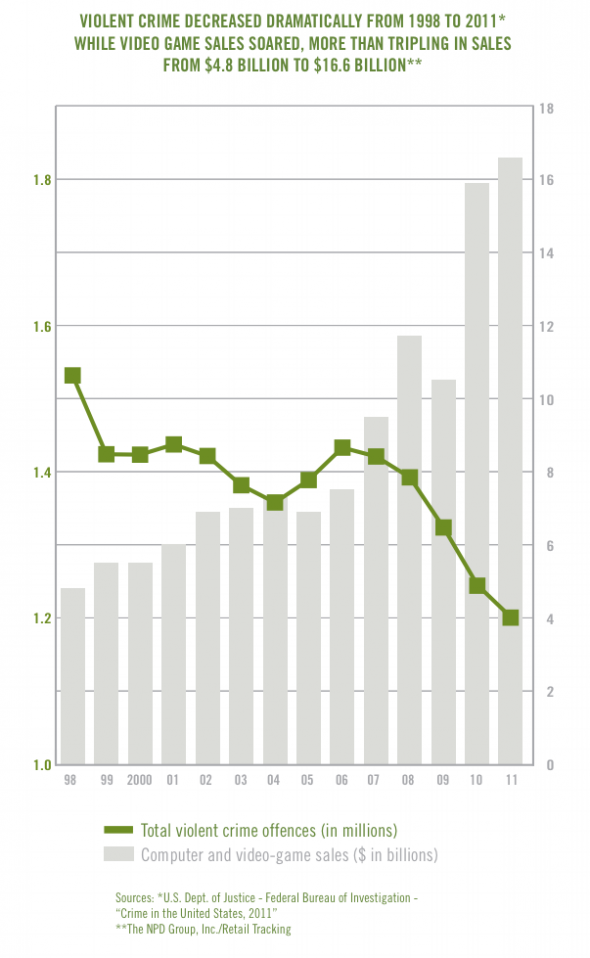 VIOLENT CRIME DECREASED DRAMATICALLY FROM 1998 TO 2011*
WHILE VIDEO GAME SALES SOARED, MORE THAN TRIPLING IN SALES
FROM $4.8 BILLION TO $16.6 BILLION**
18
1.8 16
14
1.6 12
10
1.4 8
6
1.2 4
2
1.0 0
98 99 2000 01 02 03 04 05 06 07 08 09 10 11
Total violent crime offences (in millions)
Computer and video-game sales ($ in billions)
Sources: *U.S. Dept. of Justice - Federal Bureau of Investigation -
“Crime in the United States, 2011”
**The NPD Group, Inc./Retail Tracking